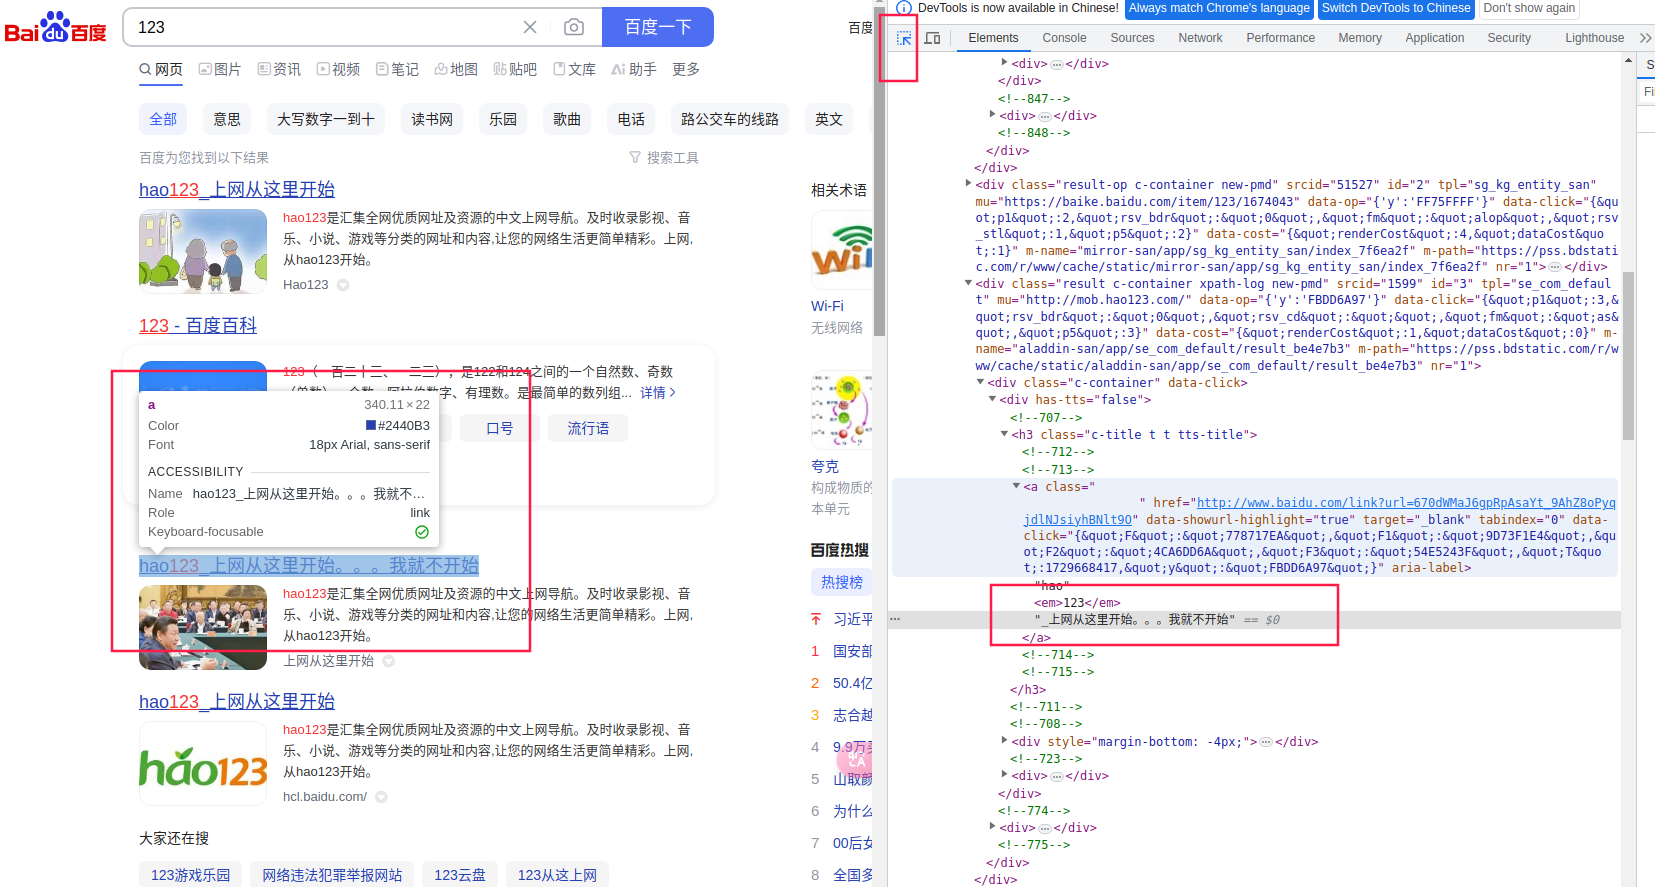 Bai du 百度
123
百度一下
百度
网页 图片 资讯 视频 笔记 地图 贴吧 文库 助手 更多
全部 意思 大写数字一到十 读书网 乐园 歌曲 电话 路公交车的线路 英文
百度为您找到以下结果
搜索工具
hao123_上网从这里开始
hao123是汇集全网优质网址及资源的中文上网导航。及时收录影视、音
乐、小说、游戏等分类的网址和内容,让您的网络生活更简单精彩。上网,
从hao123开始。
Hao123
123 - 百度百科
123（一百二十三、一二三），是122和124之间的一个自然数、奇数
是最简单的数列组... 详情
口号 流行语
a 340.11×22
Color #2440B3
Font 18px Arial, sans-serif
ACCESSIBILITY
Name hao123_上网从这里开始。。。我就不…
Role link
Keyboard-focusable
hao123_上网从这里开始。。。我就不开始
hao123是汇集全网优质网址及资源的中文上网导航。及时收录影视、音
乐、小说、游戏等分类的网址和内容,让您的网络生活更简单精彩。上网,
从hao123开始。
上网从这里开始
hao123_上网从这里开始
hao123
hao123是汇集全网优质网址及资源的中文上网导航。及时收录影视、音
乐、小说、游戏等分类的网址和内容,让您的网络生活更简单精彩。上网,
从hao123开始。
hcl.baidu.com/
大家还在搜
123游戏乐园 网络违法犯罪举报网站 123云盘 123从这上网
相关术语
Wi-Fi
无线网络
夸克
构成物质的
本单元
百度热搜
热搜榜
习近平
1 国安部
2 50.4亿
3 志合越
4 9.9万
5 山取颜
6 为什么
7 00后女
8 全国多
DevTools is now available in Chinese! Always match Chrome's language Switch DevTools to Chinese Don't show again
Elements Console Sources Network Performance Memory Application Security Lighthouse
S
Fi
<div>⋯</div>
</div>
<!--847-->
<div>⋯</div>
<!--848-->
</div>
</div>
<div class="result-op c-container new-pmd" srcid="51527" id="2" tpl="sg_kg_entity_san"
mu="https://baike.baidu.com/item/123/1674043" data-op="{'y':'FF75FFFF'}" data-click="{&qu
ot;p1&quot;:2,&quot;rsv_bdr&quot;:&quot;0&quot;,&quot;fm&quot;:&quot;alop&quot;,&quot;rsv
_stl&quot;:1,&quot;p5&quot;:2}" data-cost="{&quot;renderCost&quot;:4,&quot;dataCost&quo
t;:1}" m-name="mirror-san/app/sg_kg_entity_san/index_7f6ea2f" m-path="https://pss.bdstati
c.com/r/www/cache/static/mirror-san/app/sg_kg_entity_san/index_7f6ea2f" nr="1">⋯</div>
<div class="result c-container xpath-log new-pmd" srcid="1599" id="3" tpl="se_com_defaul
t" mu="http://mob.hao123.com/" data-op="{'y':'FBDD6A97'}" data-click="{&quot;p1&quot;:3,&
quot;rsv_bdr&quot;:&quot;0&quot;,&quot;rsv_cd&quot;:&quot;&quot;,&quot;fm&quot;:&quot;as&
quot;,&quot;p5&quot;:3}" data-cost="{&quot;renderCost&quot;:1,&quot;dataCost&quot;:0}" m-
name="aladdin-san/app/se_com_default/result_be4e7b3" m-path="https://pss.bdstatic.com/r/w
ww/cache/static/aladdin-san/app/se_com_default/result_be4e7b3" nr="1">
<div class="c-container" data-click>
<div has-tts="false">
<!--707-->
<h3 class="c-title t t tts-title">
<!--712-->
<!--713-->
<a class="
" href="http://www.baidu.com/link?url=670dWMaJ6gpRpAsaYt_9AhZ8oPyq
jdlNJsiyhBNlt9O" data-showurl-highlight="true" target="_blank" tabindex="0" data-
click="{&quot;F&quot;:&quot;778717EA&quot;,&quot;F1&quot;:&quot;9D73F1E4&quot;,&qu
ot;F2&quot;:&quot;4CA6DD6A&quot;,&quot;F3&quot;:&quot;54E5243F&quot;,&quot;T&quo
t;:1729668417,&quot;y&quot;:&quot;FBDD6A97&quot;}" aria-label>
"hao"
<em>123</em>
"_上网从这里开始。。。我就不开始" == $0
</a>
<!--714-->
<!--715-->
</h3>
<!--711-->
<!--708-->
<div style="margin-bottom: -4px;">⋯</div>
<!--723-->
<div>⋯</div>
</div>
<!--774-->
<div>⋯</div>
<!--775-->
</div>
</div>